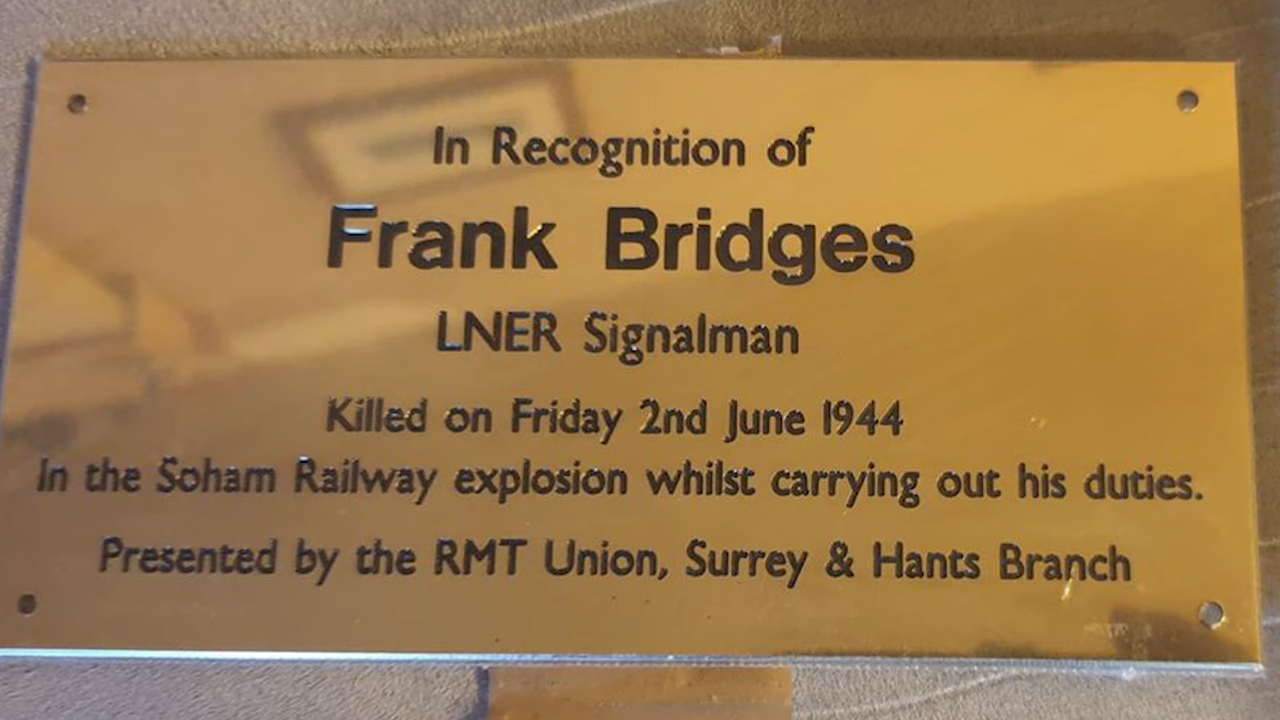 In Recognition of
Frank Bridges
LNER Signalman
Killed on Friday 2nd June 1944
In the Soham Railway explosion whilst carrying out his duties.
Presented by the RMT Union, Surrey & Hants Branch